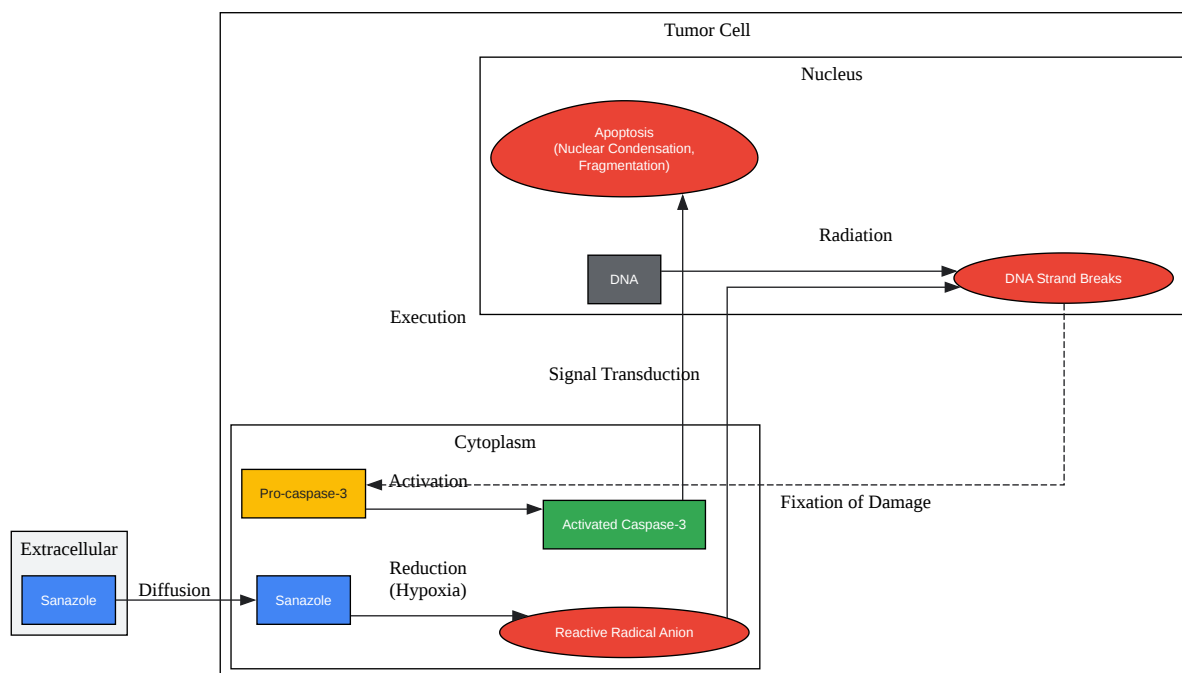 Tumor Cell
Nucleus
Apoptosis
(Nuclear Condensation,
Fragmentation)
Radiation
DNA
DNA Strand Breaks
Execution
Signal Transduction
Cytoplasm
Pro-caspase-3
Activation
Fixation of Damage
Activated Caspase-3
Extracellular
Sanazole
Diffusion
Sanazole
Reduction
(Hypoxia)
Reactive Radical Anion